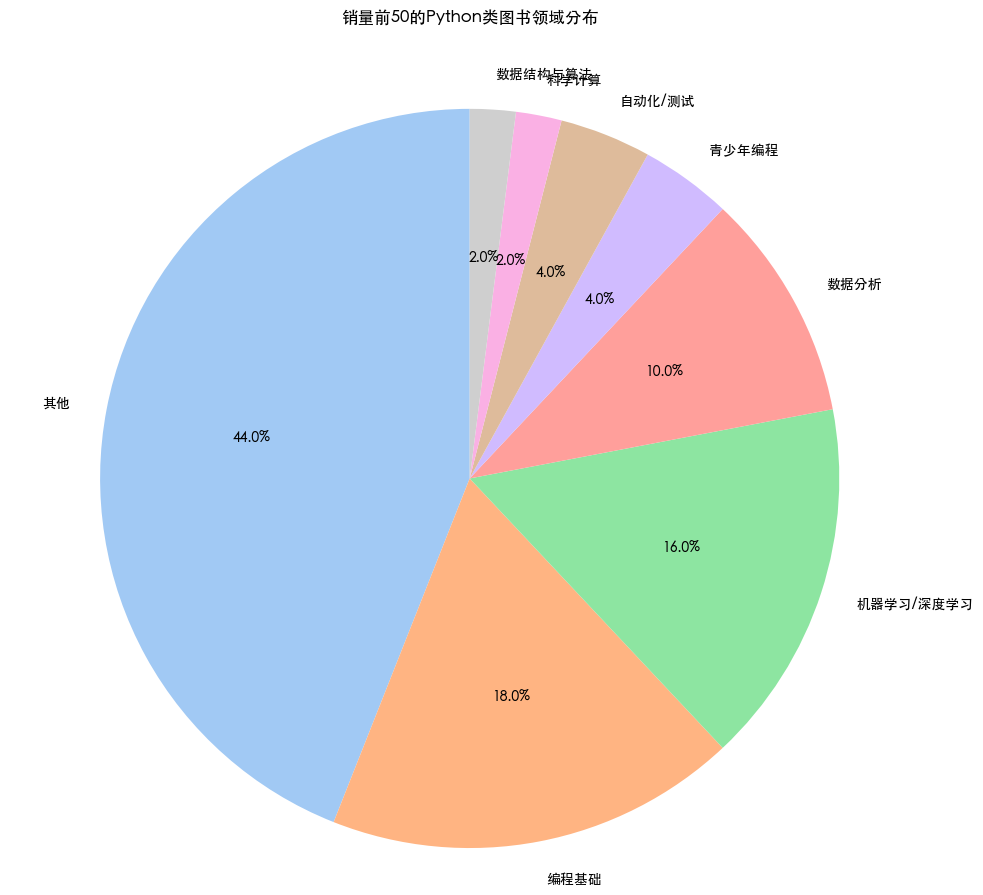 销量前50的Python类图书领域分布
数据结构与算法
科学计算
自动化/测试
青少年编程
数据分析
机器学习/深度学习
编程基础
其他
2.0%
2.0%
4.0%
4.0%
10.0%
16.0%
18.0%
44.0%